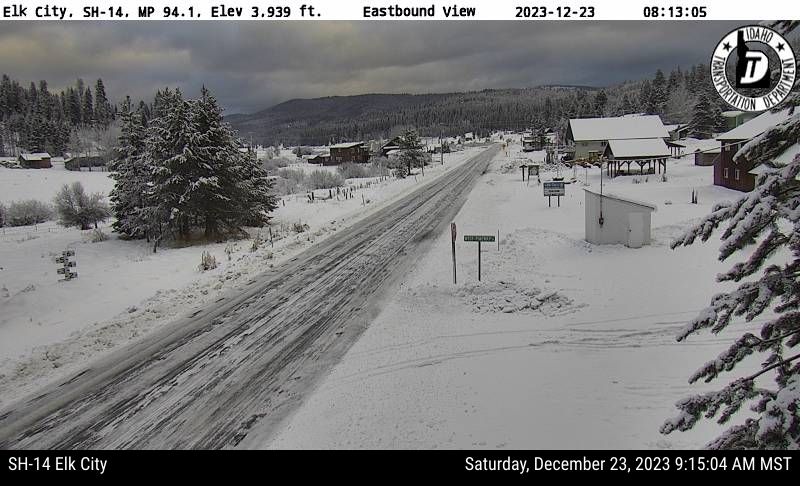 Elk City, SH-14, MP 94.1, Elev 3,939 ft. Eastbound View 2023-12-23 08:13:05
IDAHO
TRANSPORTATION DEPARTMENT
SH-14 Elk City Saturday, December 23, 2023 9:15:04 AM MST